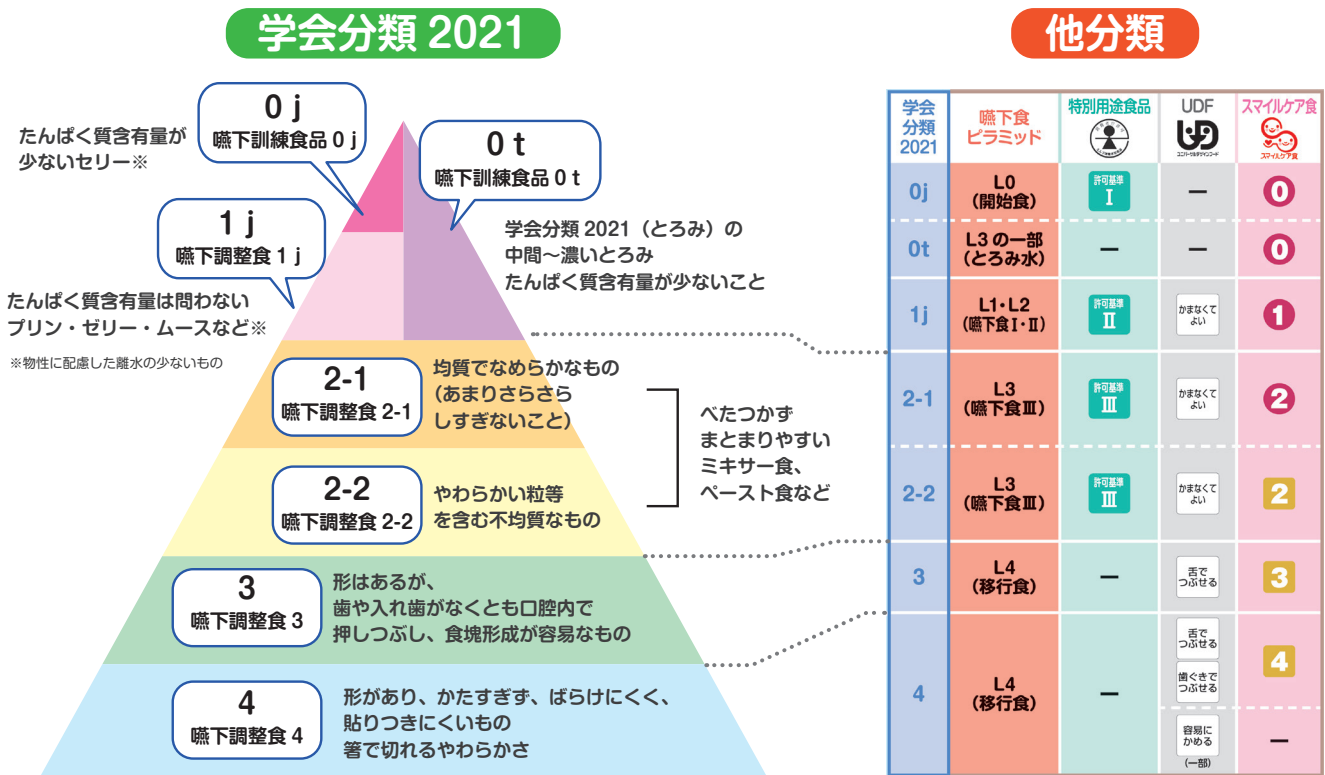 学会分類 2021
0 j
嚥下訓練食品 0 j
たんぱく質含有量が
少ないセリー※
0 t
嚥下訓練食品 0 t
学会分類 2021（とろみ）の
中間～濃いとろみ
たんぱく質含有量が少ないこと
1 j
嚥下調整食 1 j
たんぱく質含有量は問わない
プリン・ゼリー・ムースなど※
※物性に配慮した離水の少ないもの
2-1
嚥下調整食 2-1
均質でなめらかなもの
（あまりさらさら
しすぎないこと）
2-2
嚥下調整食 2-2
やわらかい粒等
を含む不均質なもの
べたつかず
まとまりやすい
ミキサー食、
ペースト食など
3
嚥下調整食 3
形はあるが、
歯や入れ歯がなくとも口腔内で
押しつぶし、食塊形成が容易なもの
4
嚥下調整食 4
形があり、かたすぎず、ばらけにくく、
貼りつきにくいもの
箸で切れるやわらかさ
他分類
学会
分類
2021
嚥下食
ピラミッド
特別用途食品
UDF
ユニバーサルデザインフード
スマイルケア食
スマイルケア食
0j
L0
（開始食）
許可基準
I
－
0
0t
L3 の一部
（とろみ水）
－
－
0
1j
L1・L2
（嚥下食Ⅰ・Ⅱ）
許可基準
II
かまなくて
よい
1
2-1
L3
（嚥下食Ⅲ）
許可基準
III
かまなくて
よい
2
2-2
L3
（嚥下食Ⅲ）
許可基準
III
かまなくて
よい
2
3
L4
（移行食）
－
舌で
つぶせる
3
4
L4
（移行食）
－
舌で
つぶせる
歯ぐきで
つぶせる
4
容易に
かめる
（一部）
－